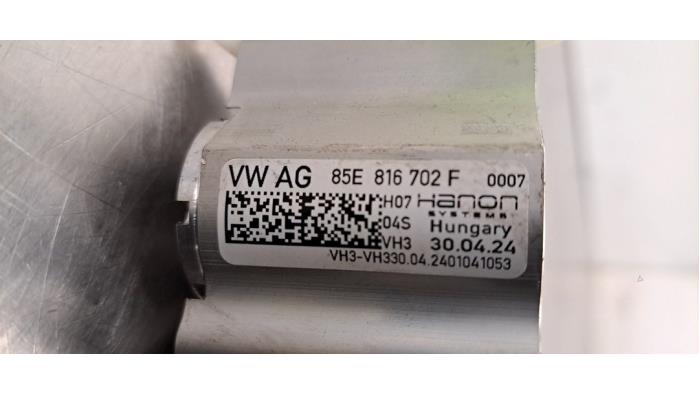 VW AG 85E 816 702 F 0007
H07 Hanon
SYSTEMS
04S Hungary
VH3 30.04.24
VH3-VH330.04.2401041053